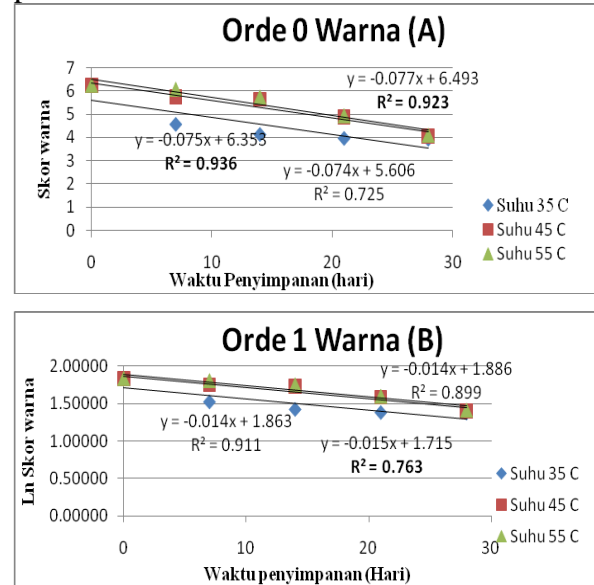 Orde 0 Warna (A)
7
6
5
4
3
2
1
0
Skor warna
y = -0.077x + 6.493
R² = 0.923
y = -0.075x + 6.353
R² = 0.936
y = -0.074x + 5.606
R² = 0.725
0 10 20 30
Waktu Penyimpanan (hari)
Suhu 35 C
Suhu 45 C
Suhu 55 C
Orde 1 Warna (B)
2.00000
1.50000
1.00000
0.50000
0.00000
Ln Skor warna
y = -0.014x + 1.886
R² = 0.899
y = -0.014x + 1.863
R² = 0.911
y = -0.015x + 1.715
R² = 0.763
0 10 20 30
Waktu penyimpanan (Hari)
Suhu 35 C
Suhu 45 C
Suhu 55 C